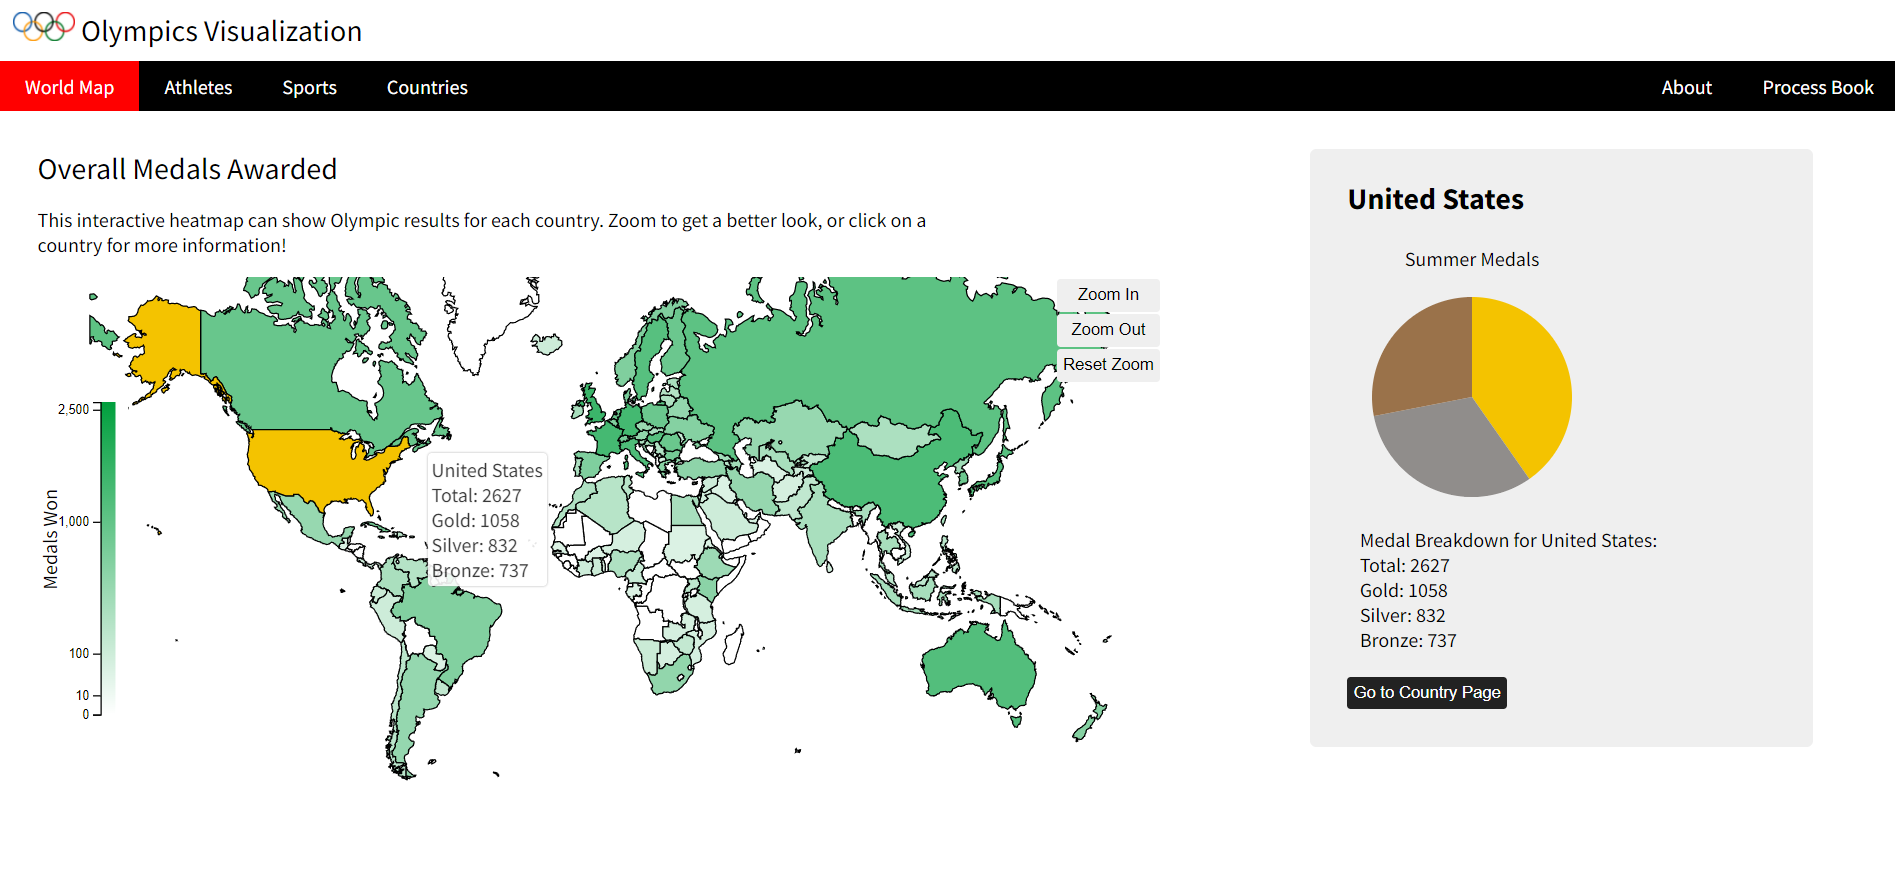 Olympics Visualization
World Map
Athletes
Sports
Countries
About
Process Book
Overall Medals Awarded
This interactive heatmap can show Olympic results for each country. Zoom to get a better look, or click on a
country for more information!
Zoom In
Zoom Out
Reset Zoom
Medals Won
2,500
1,000
100
10
0
United States
Total: 2627
Gold: 1058
Silver: 832
Bronze: 737
United States
Summer Medals
Medal Breakdown for United States:
Total: 2627
Gold: 1058
Silver: 832
Bronze: 737
Go to Country Page